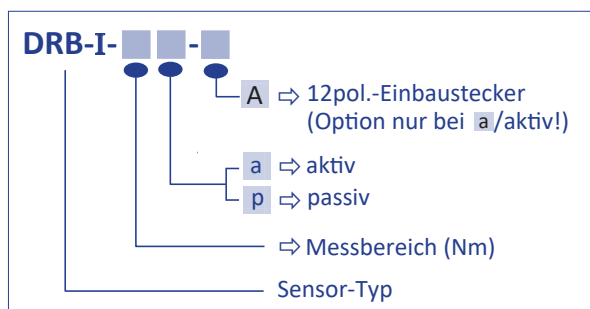 DRB-I- -
A ⇨ 12pol.-Einbaustecker
(Option nur bei a/aktiv!)
a ⇨ aktiv
p ⇨ passiv
⇨ Messbereich (Nm)
Sensor-Typ